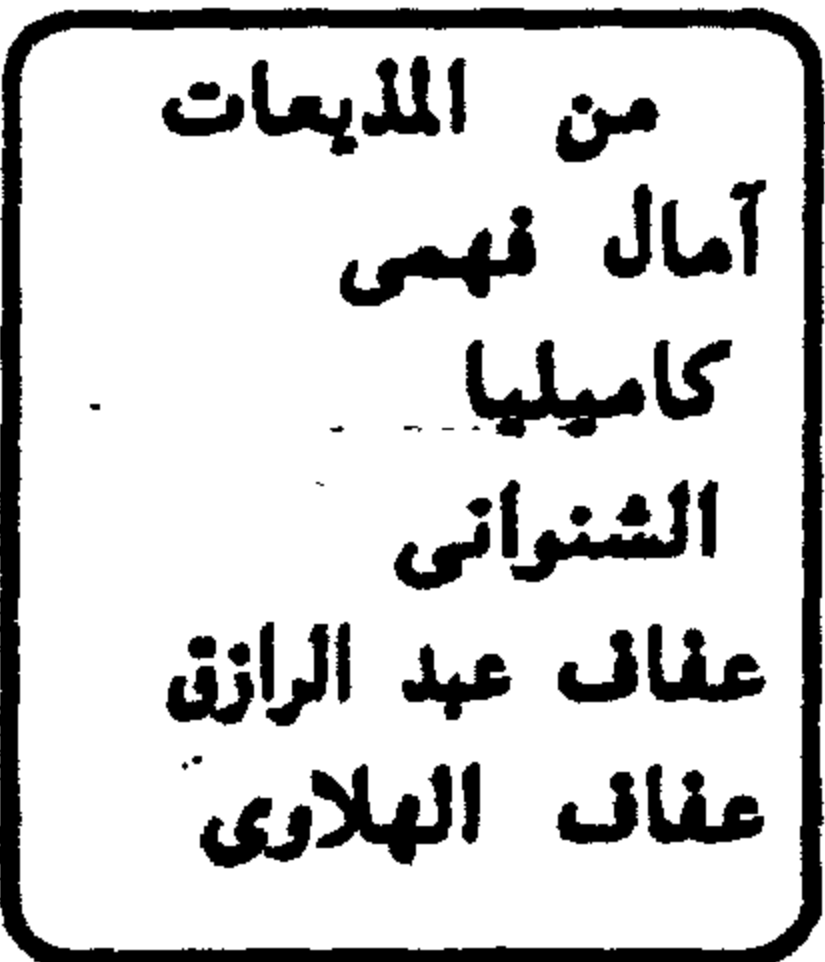 من المذيعات
آمال فهمى
كاميليا
الشنوانى
عفاف عبد الرازق
عفاف الهلاوى